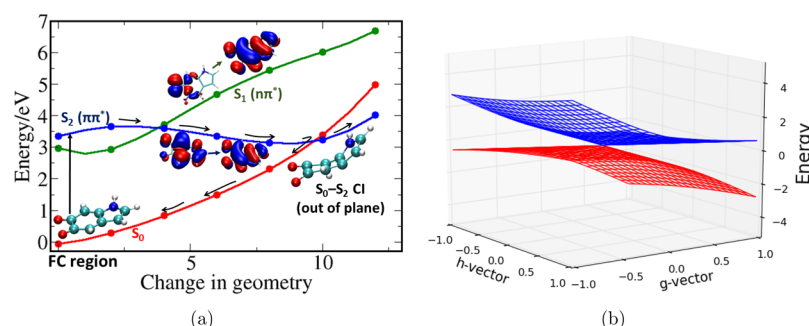 7
6
5
4
3
2
1
0
Energy/eV
S₁ (nπ*)
S₂ (ππ*)
S₀–S₂ CI
(out of plane)
S₀
FC region
5
10
Change in geometry
(a)
4
2
0
−2
−4
Energy
-1.0
-0.5
0.0
0.5
1.0
h-vector
-1.0
-0.5
0.0
0.5
1.0
g-vector
(b)